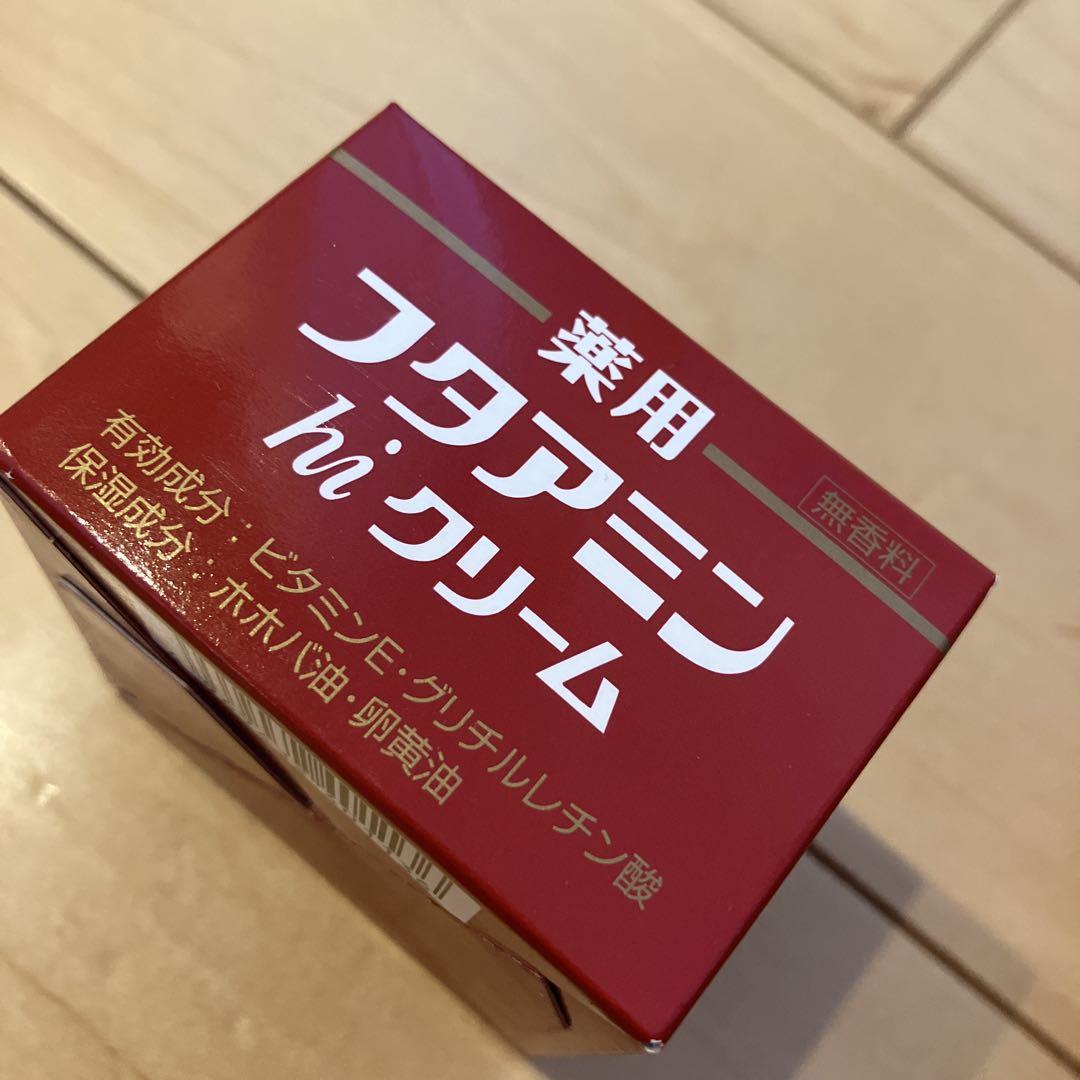 薬用
無香料
フタアミン
hiクリーム
有効成分：ビタミンE・グリチルレチン酸
保湿成分：ホホバ油・卵黄油